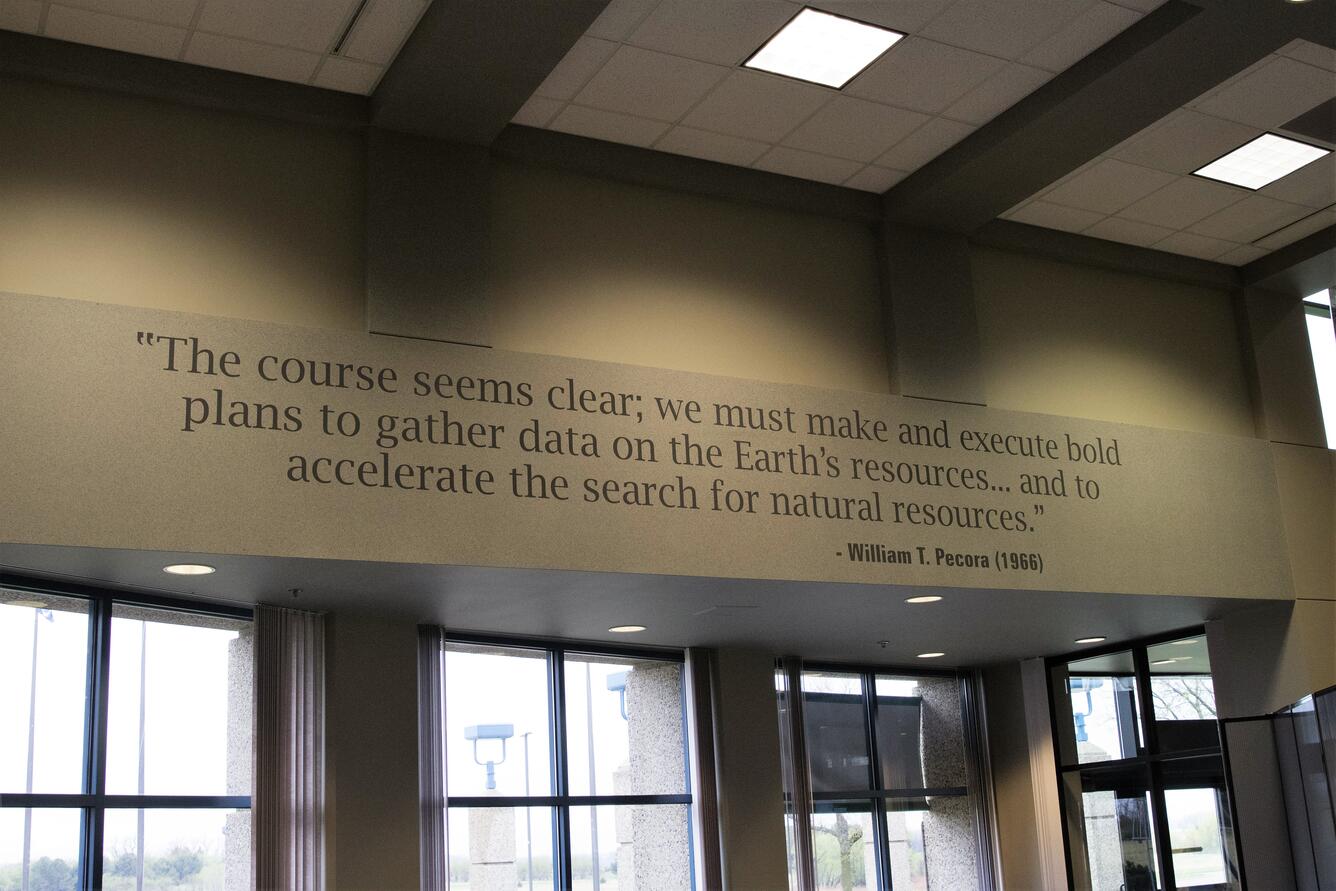 "The course seems clear; we must make and execute bold
plans to gather data on the Earth's resources... and to
accelerate the search for natural resources."
- William T. Pecora (1966)